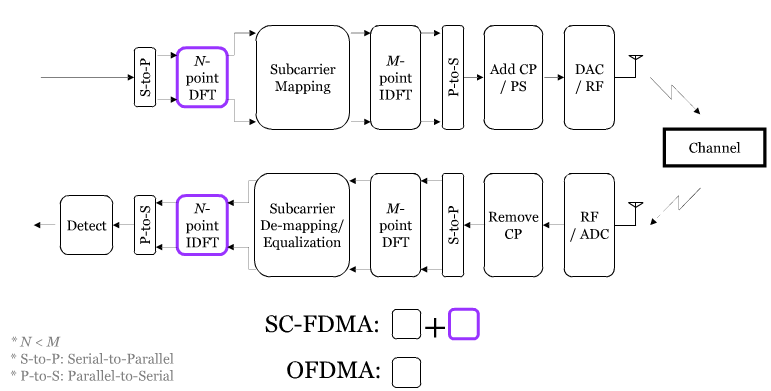 S-to-P
N-
point
DFT
Subcarrier
Mapping
M-
point
IDFT
P-to-S
Add CP
/ PS
DAC
/ RF
Channel
Detect
P-to-S
N-
point
IDFT
Subcarrier
De-mapping/
Equalization
M-
point
DFT
S-to-P
Remove
CP
RF
/ ADC
SC-FDMA: +
OFDMA:
* N < M
* S-to-P: Serial-to-Parallel
* P-to-S: Parallel-to-Serial